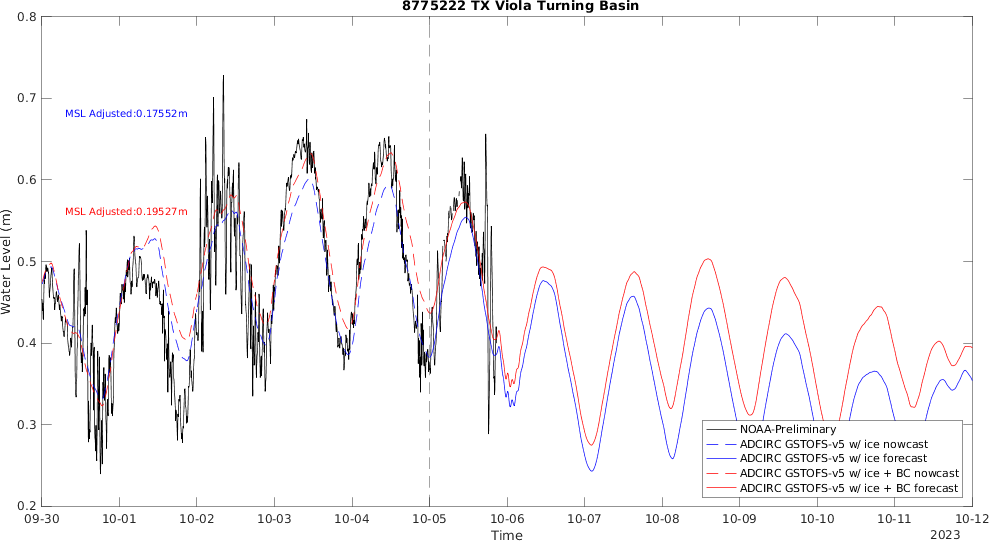 8775222 TX Viola Turning Basin
0.8
0.7
0.6
0.5
0.4
0.3
0.2
Water Level (m)
MSL Adjusted:0.17552m
MSL Adjusted:0.19527m
NOAA-Preliminary
ADCIRC GSTOFS-v5 w/ ice nowcast
ADCIRC GSTOFS-v5 w/ ice forecast
ADCIRC GSTOFS-v5 w/ ice + BC nowcast
ADCIRC GSTOFS-v5 w/ ice + BC forecast
09-30 10-01 10-02 10-03 10-04 10-05 10-06 10-07 10-08 10-09 10-10 10-11 10-12
2023
Time